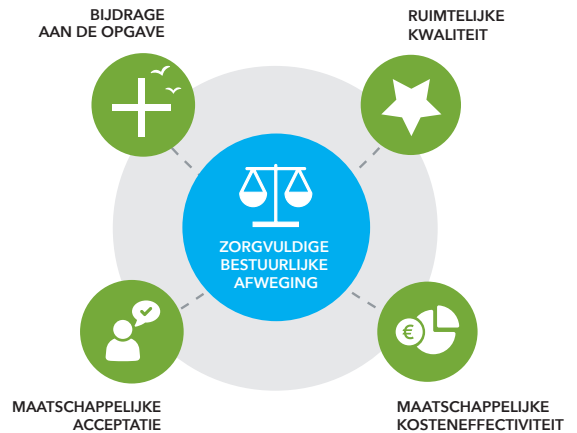 BIJDRAGE
AAN DE OPGAVE
RUIMTELIJKE
KWALITEIT
ZORGVULDIGE
BESTUURLIJKE
AFWEGING
€
MAATSCHAPPELIJKE
ACCEPTATIE
MAATSCHAPPELIJKE
KOSTENEFFECTIVITEIT